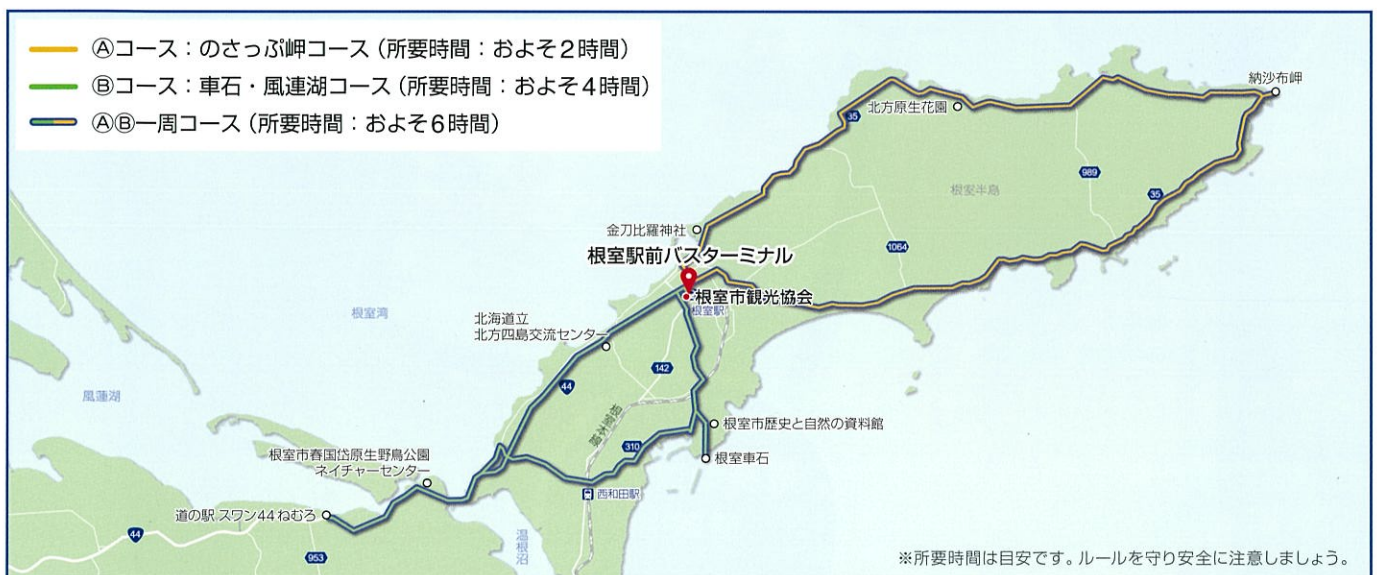 Ⓐコース：のさっぷ岬コース（所要時間：およそ2時間）
Ⓑコース：車石・風連湖コース（所要時間：およそ4時間）
ⒶⒷ一周コース（所要時間：およそ6時間）
納沙布岬
北方原生花園
35
989
根室半島
35
金刀比羅神社
1064
根室駅前バスターミナル
根室市観光協会
根室駅
根室湾
北海道立
北方四島交流センター
142
44
風蓮湖
根室本線
根室市歴史と自然の資料館
310
根室市春国岱原生野鳥公園
ネイチャーセンター
根室車石
西和田駅
道の駅 スワン44ねむろ
44
953
温根沼
※所要時間は目安です。ルールを守り安全に注意しましょう。